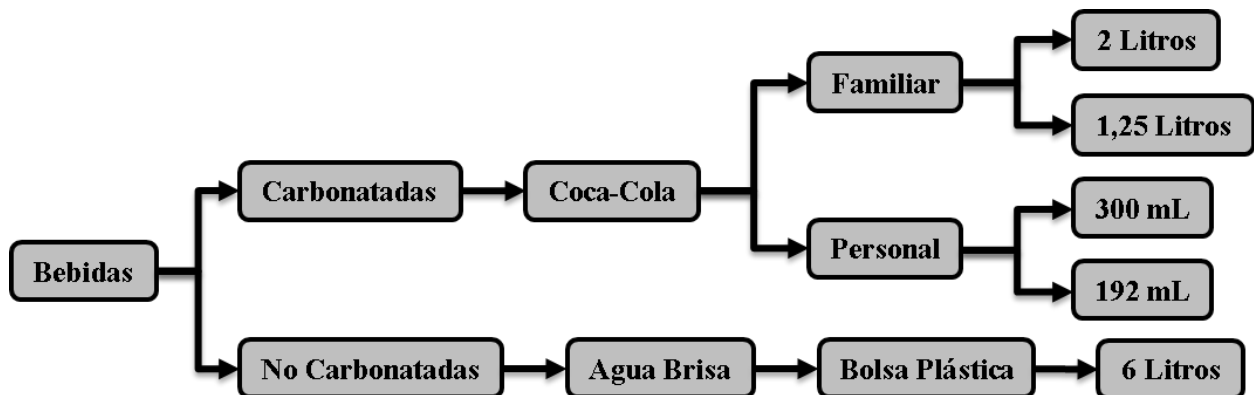 Bebidas
Carbonatadas
Coca-Cola
Familiar
2 Litros
1,25 Litros
Personal
300 mL
192 mL
No Carbonatadas
Agua Brisa
Bolsa Plástica
6 Litros